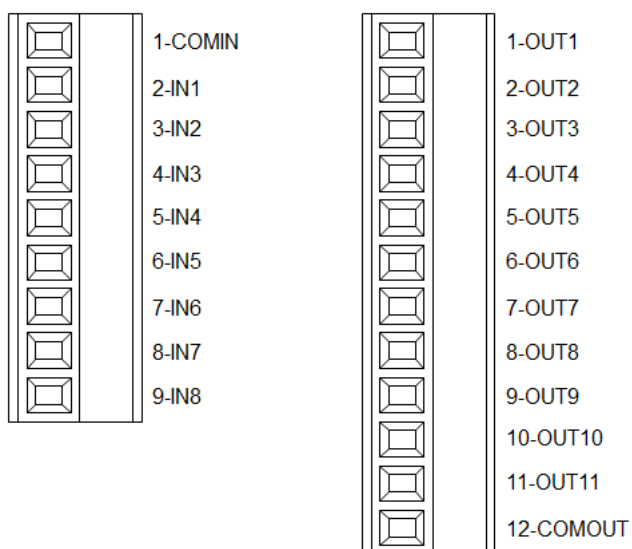 1-COMIN
2-IN1
3-IN2
4-IN3
5-IN4
6-IN5
7-IN6
8-IN7
9-IN8
1-OUT1
2-OUT2
3-OUT3
4-OUT4
5-OUT5
6-OUT6
7-OUT7
8-OUT8
9-OUT9
10-OUT10
11-OUT11
12-COMOUT